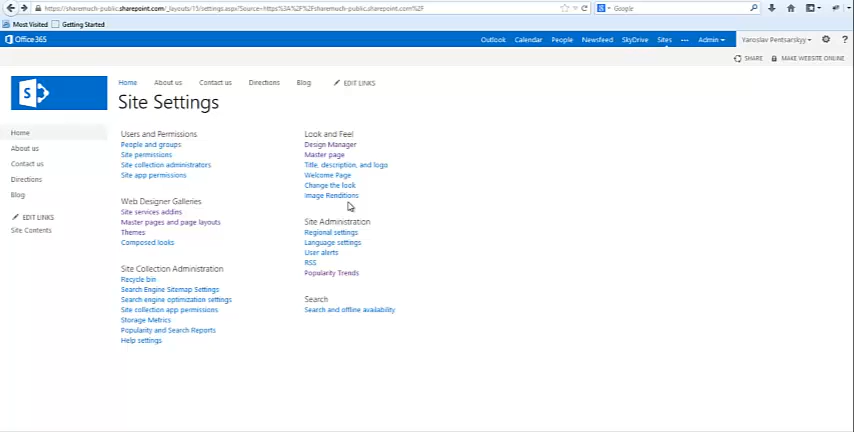 https://sharemuch-public.sharepoint.com/_layouts/15/settings.aspx?Source=https%3A%2F%2Fsharemuch-public.sharepoint.com%2F
Google
Most Visited
Getting Started
Office 365
Outlook
Calendar
People
Newsfeed
SkyDrive
Sites
•••
Admin
Yaroslav Pentsarskyy
?
SHARE
MAKE WEBSITE ONLINE
S
Home
About us
Contact us
Directions
Blog
EDIT LINKS
Site Settings
Home
About us
Contact us
Directions
Blog
EDIT LINKS
Site Contents
Users and Permissions
People and groups
Site permissions
Site collection administrators
Site app permissions
Web Designer Galleries
Site services addins
Master pages and page layouts
Themes
Composed looks
Site Collection Administration
Recycle bin
Search Engine Sitemap Settings
Search engine optimization settings
Site collection app permissions
Storage Metrics
Popularity and Search Reports
Help settings
Look and Feel
Design Manager
Master page
Title, description, and logo
Welcome Page
Change the look
Image Renditions
Site Administration
Regional settings
Language settings
User alerts
RSS
Popularity Trends
Search
Search and offline availability